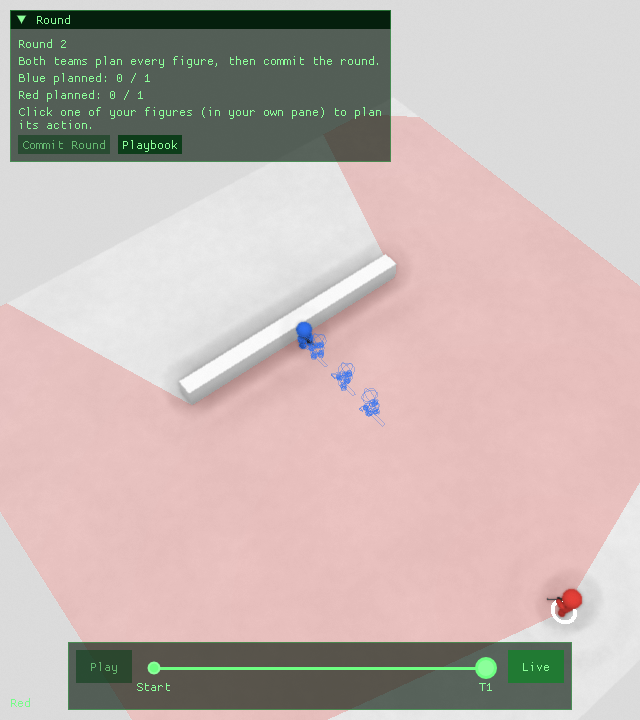 Round
Round 2
Both teams plan every figure, then commit the round.
Blue planned: 0 / 1
Red planned: 0 / 1
Click one of your figures (in your own pane) to plan
its action.
Commit Round
Playbook
Play
Start
T1
Live
Red